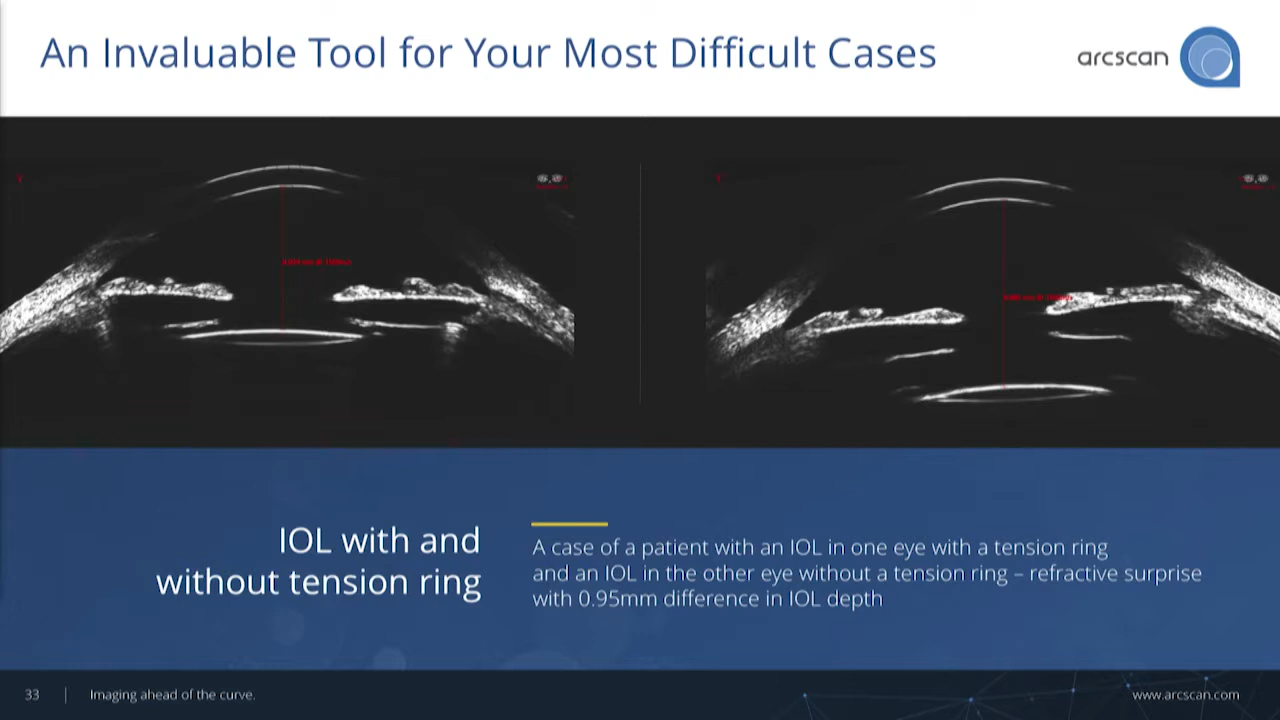 An Invaluable Tool for Your Most Difficult Cases
arcscan
IOL with and
without tension ring
A case of a patient with an IOL in one eye with a tension ring
and an IOL in the other eye without a tension ring – refractive surprise
with 0.95mm difference in IOL depth
33
Imaging ahead of the curve.
www.arcscan.com